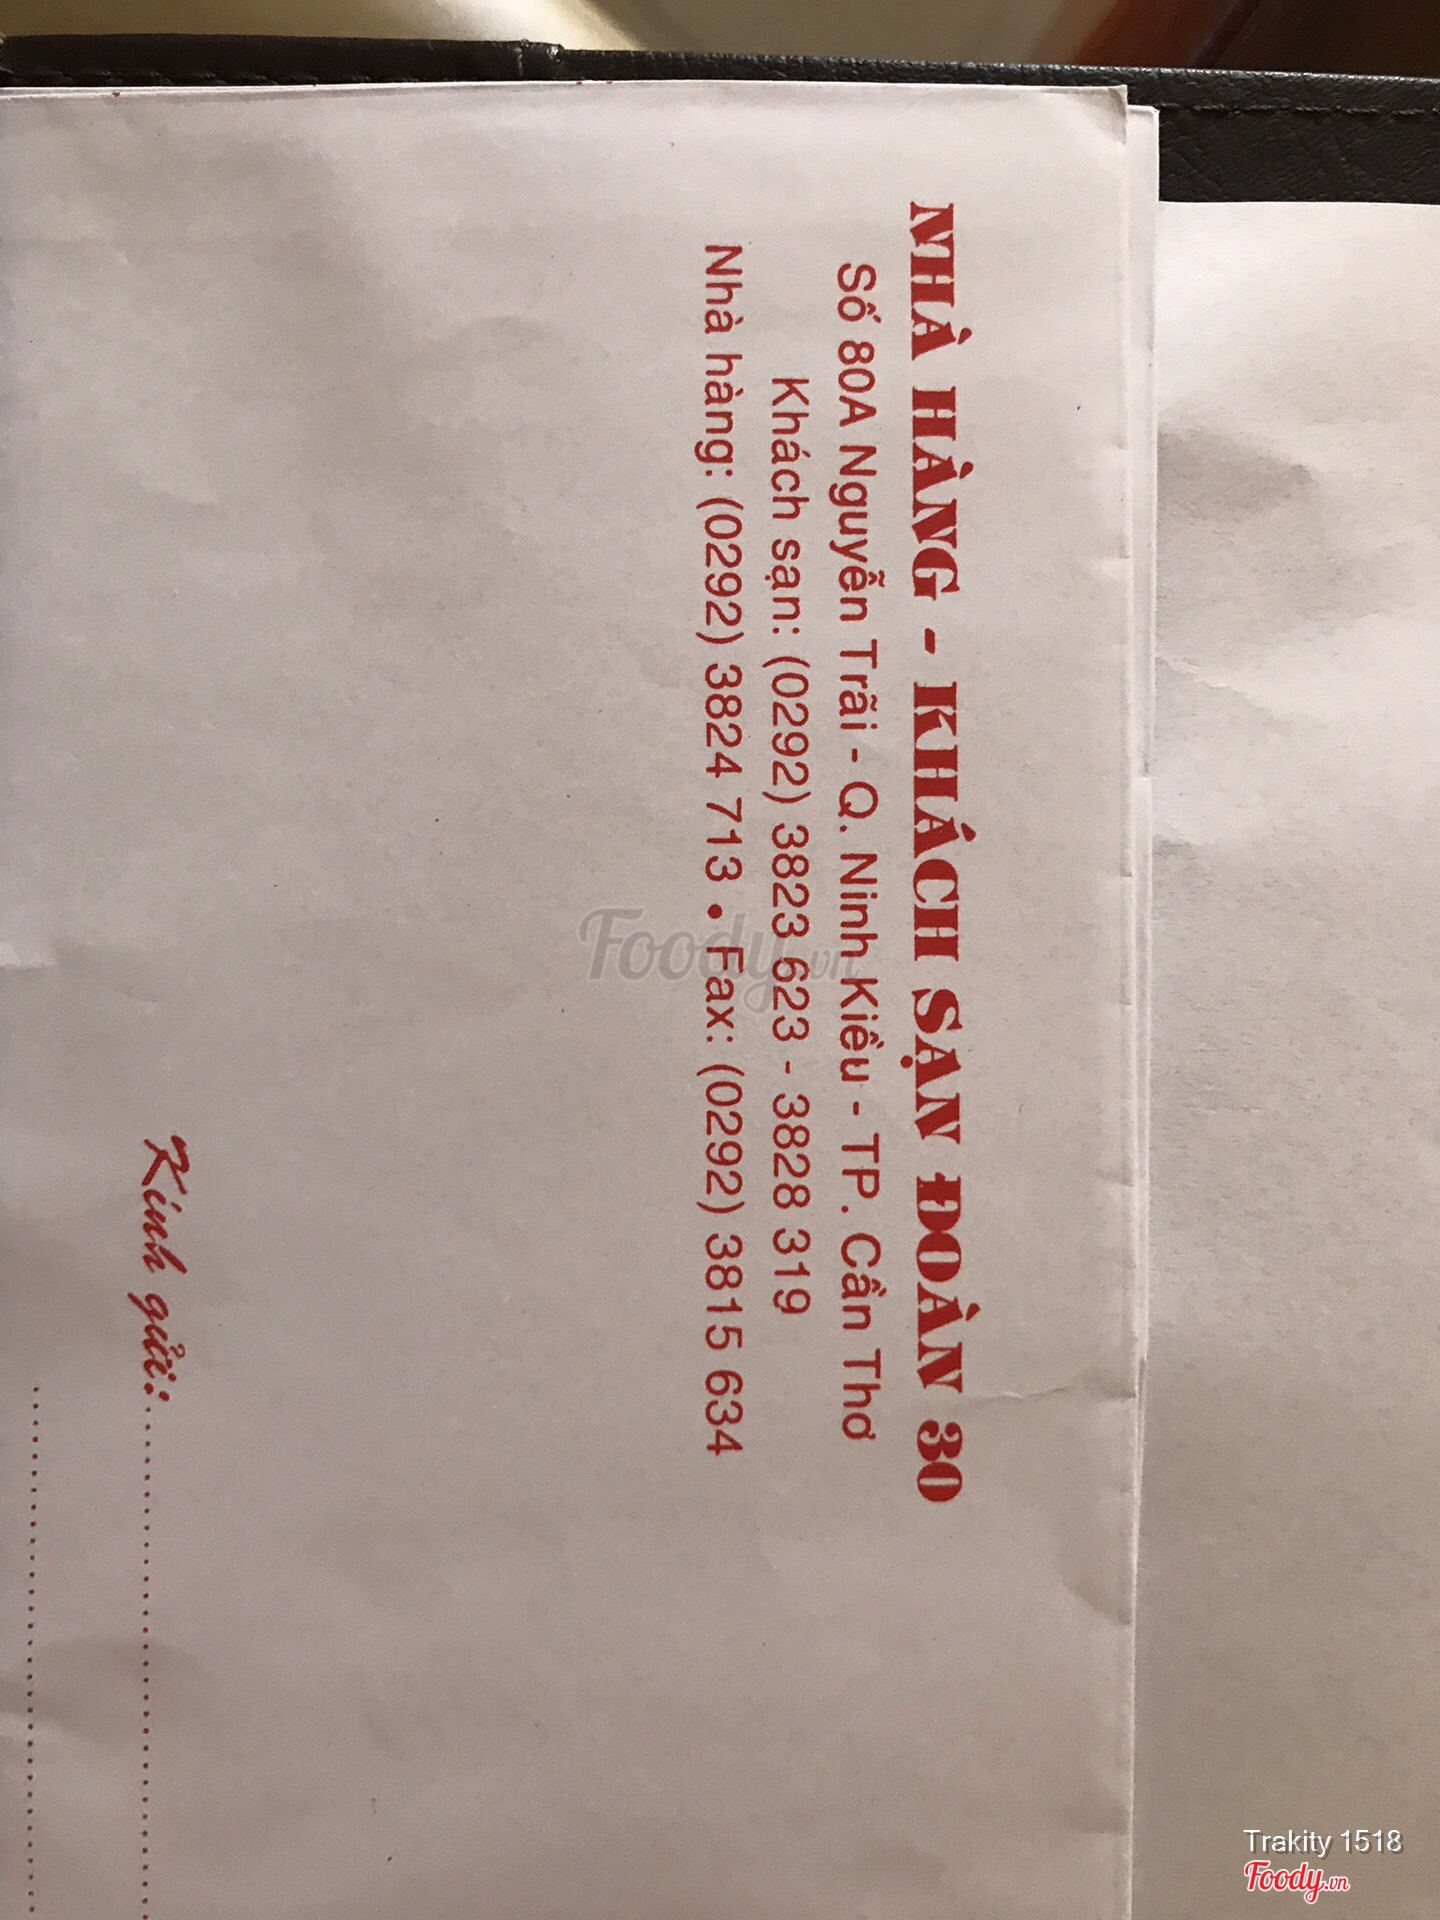 NHÀ HÀNG - KHÁCH SẠN ĐOÀN 30
Số 80A Nguyễn Trãi - Q. Ninh Kiều - TP. Cần Thơ
Khách sạn: (0292) 3823 623 - 3828 319
Nhà hàng: (0292) 3824 713 • Fax: (0292) 3815 634
Kính gửi:
Foody.vn
Trakity 1518
Foody.vn